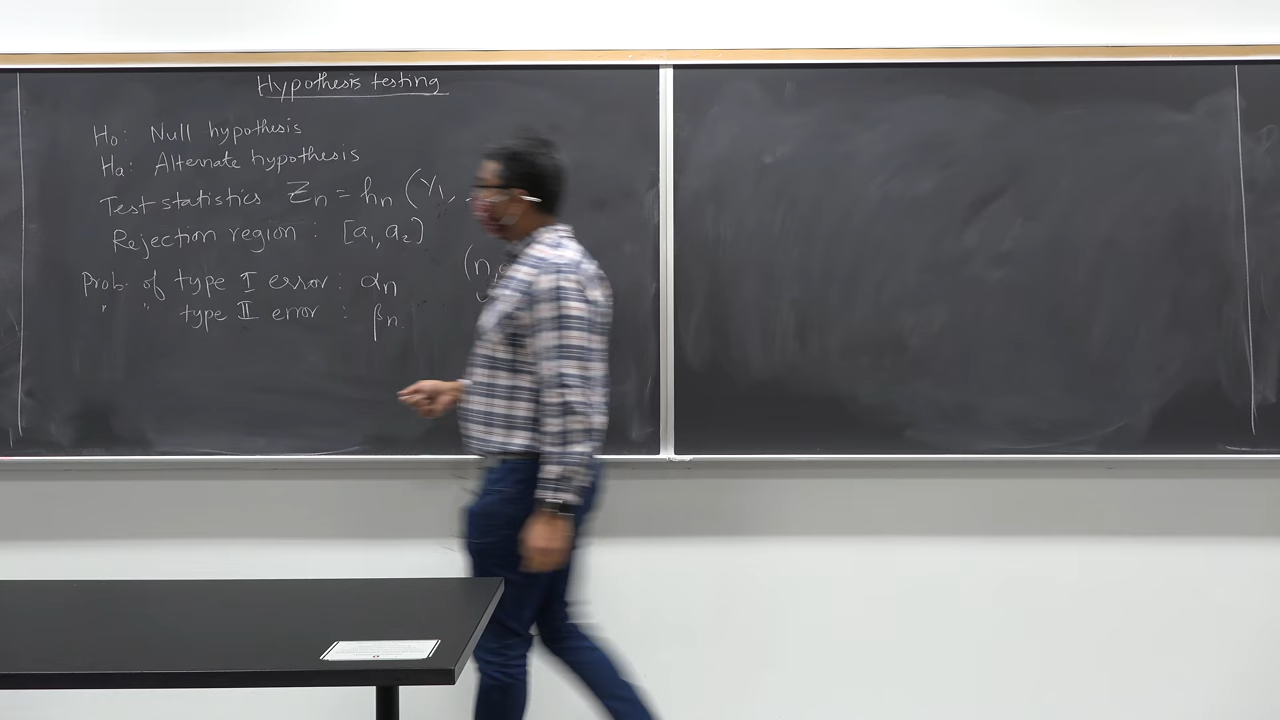 Hypothesis testing
H0: Null hypothesis
Ha: Alternate hypothesis
Test statistics Zn = hn (Y1,
Rejection region : [a1, a2]
(n,
Prob. of type I error : αn
" " type II error : βn.